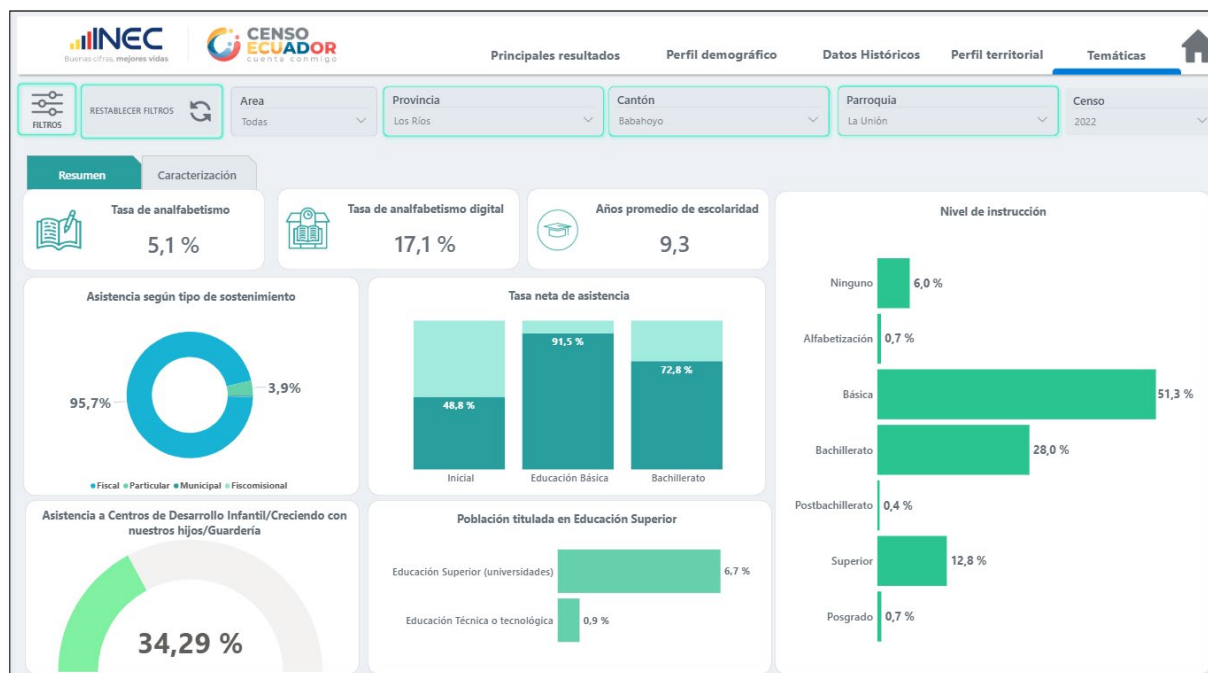 INEC
Buenas cifras, mejores vidas
CENSO
ECUADOR
cuenta conmigo
Principales resultados
Perfil demográfico
Datos Históricos
Perfil territorial
Temáticas
FILTROS
RESTABLECER FILTROS
Area
Todas
Provincia
Los Ríos
Cantón
Babahoyo
Parroquia
La Unión
Censo
2022
Resumen
Caracterización
Tasa de analfabetismo
5,1 %
Tasa de analfabetismo digital
17,1 %
Años promedio de escolaridad
9,3
Nivel de instrucción
Ninguno
6,0 %
Alfabetización
0,7 %
Básica
51,3 %
Bachillerato
28,0 %
Postbachillerato
0,4 %
Superior
12,8 %
Posgrado
0,7 %
Asistencia según tipo de sostenimiento
95,7%
3,9%
Fiscal Particular Municipal Fiscomisional
Tasa neta de asistencia
48,8 %
91,5 %
72,8 %
Inicial
Educación Básica
Bachillerato
Asistencia a Centros de Desarrollo Infantil/Creciendo con
nuestros hijos/Guardería
34,29 %
Población titulada en Educación Superior
Educación Superior (universidades)
6,7 %
Educación Técnica o tecnológica
0,9 %